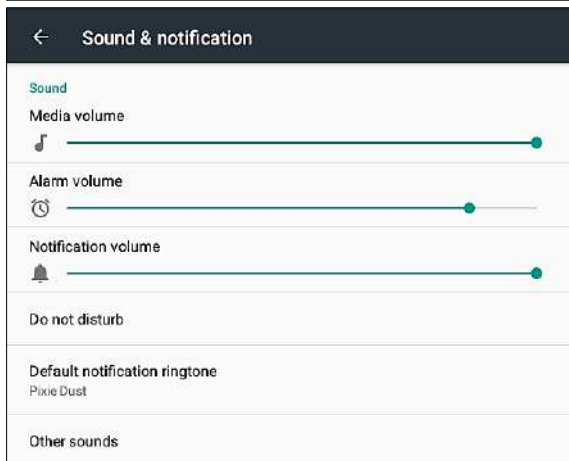 Sound & notification
Sound
Media volume
Alarm volume
Notification volume
Do not disturb
Default notification ringtone
Pixie Dust
Other sounds